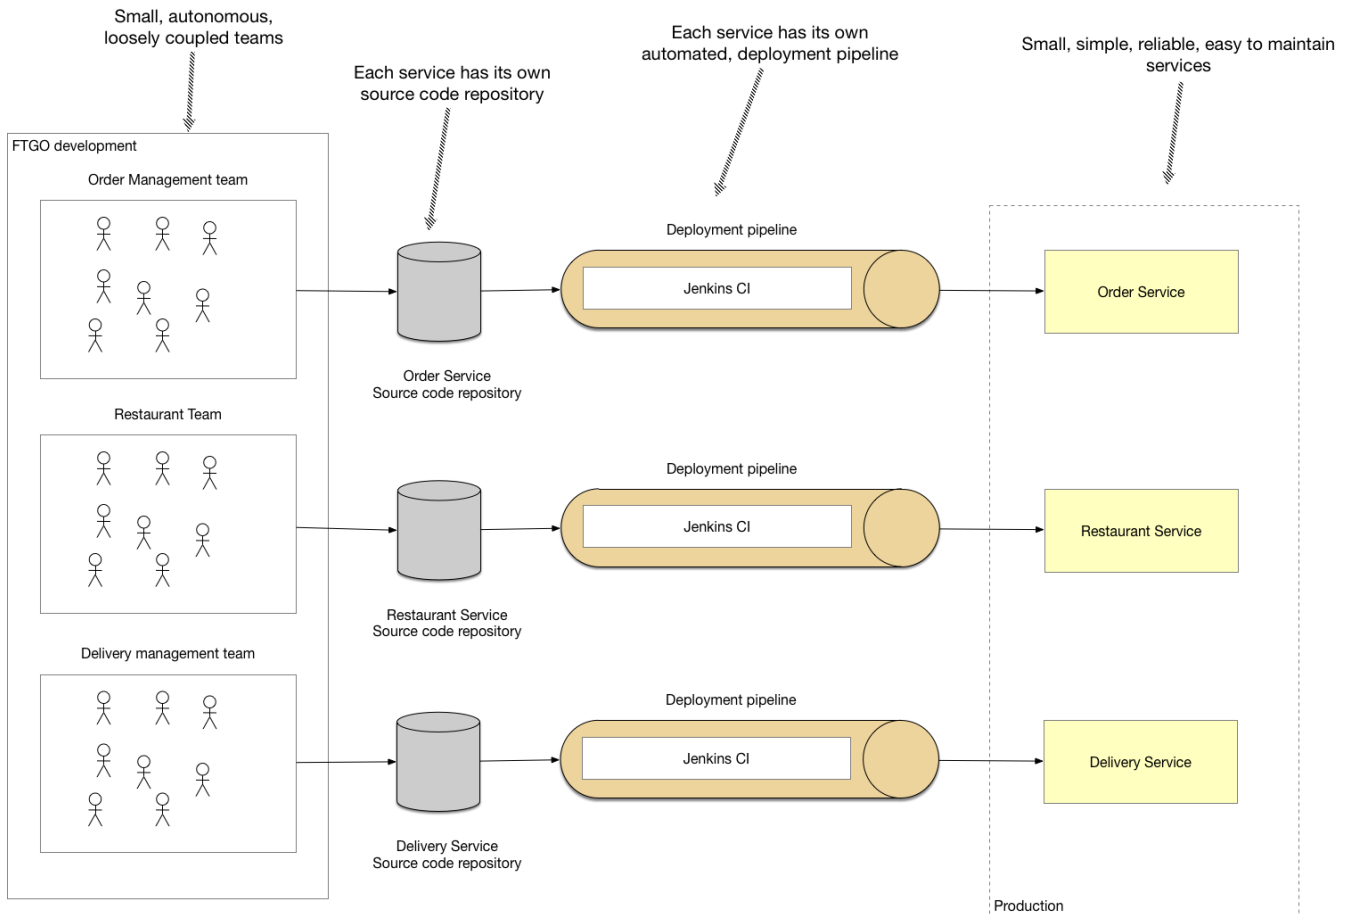 Small, autonomous,
loosely coupled teams
Each service has its own
source code repository
Each service has its own
automated, deployment pipeline
Small, simple, reliable, easy to maintain
services
FTGO development
Order Management team
Deployment pipeline
Jenkins CI
Order Service
Order Service
Source code repository
Restaurant Team
Deployment pipeline
Jenkins CI
Restaurant Service
Restaurant Service
Source code repository
Delivery management team
Deployment pipeline
Jenkins CI
Delivery Service
Delivery Service
Source code repository
Production